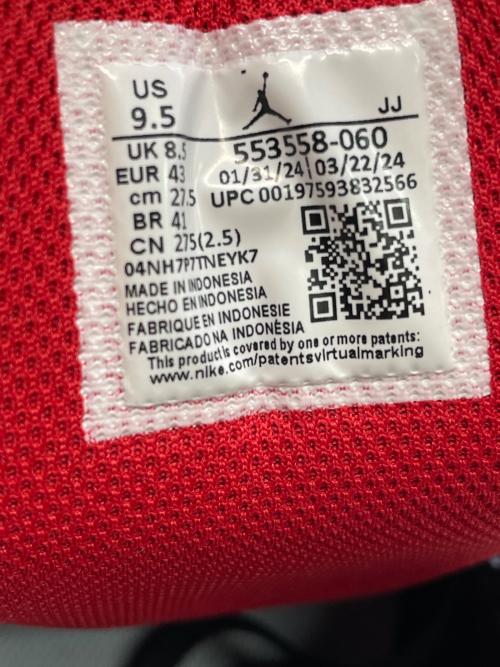 US
9.5
JJ
UK 8.5
EUR 43
cm 27.5
BR 41
CN 275(2.5)
553558-060
01/31/24|03/22/24
UPC 00197593832566
MADE IN INDONESIA
HECHO EN INDONESIA
FABRIQUE EN INDONESIE
FABRICADO NA INDONÉSIA
This product is covered by one or more patents:
www.nike.com/patentsvirtualmarking